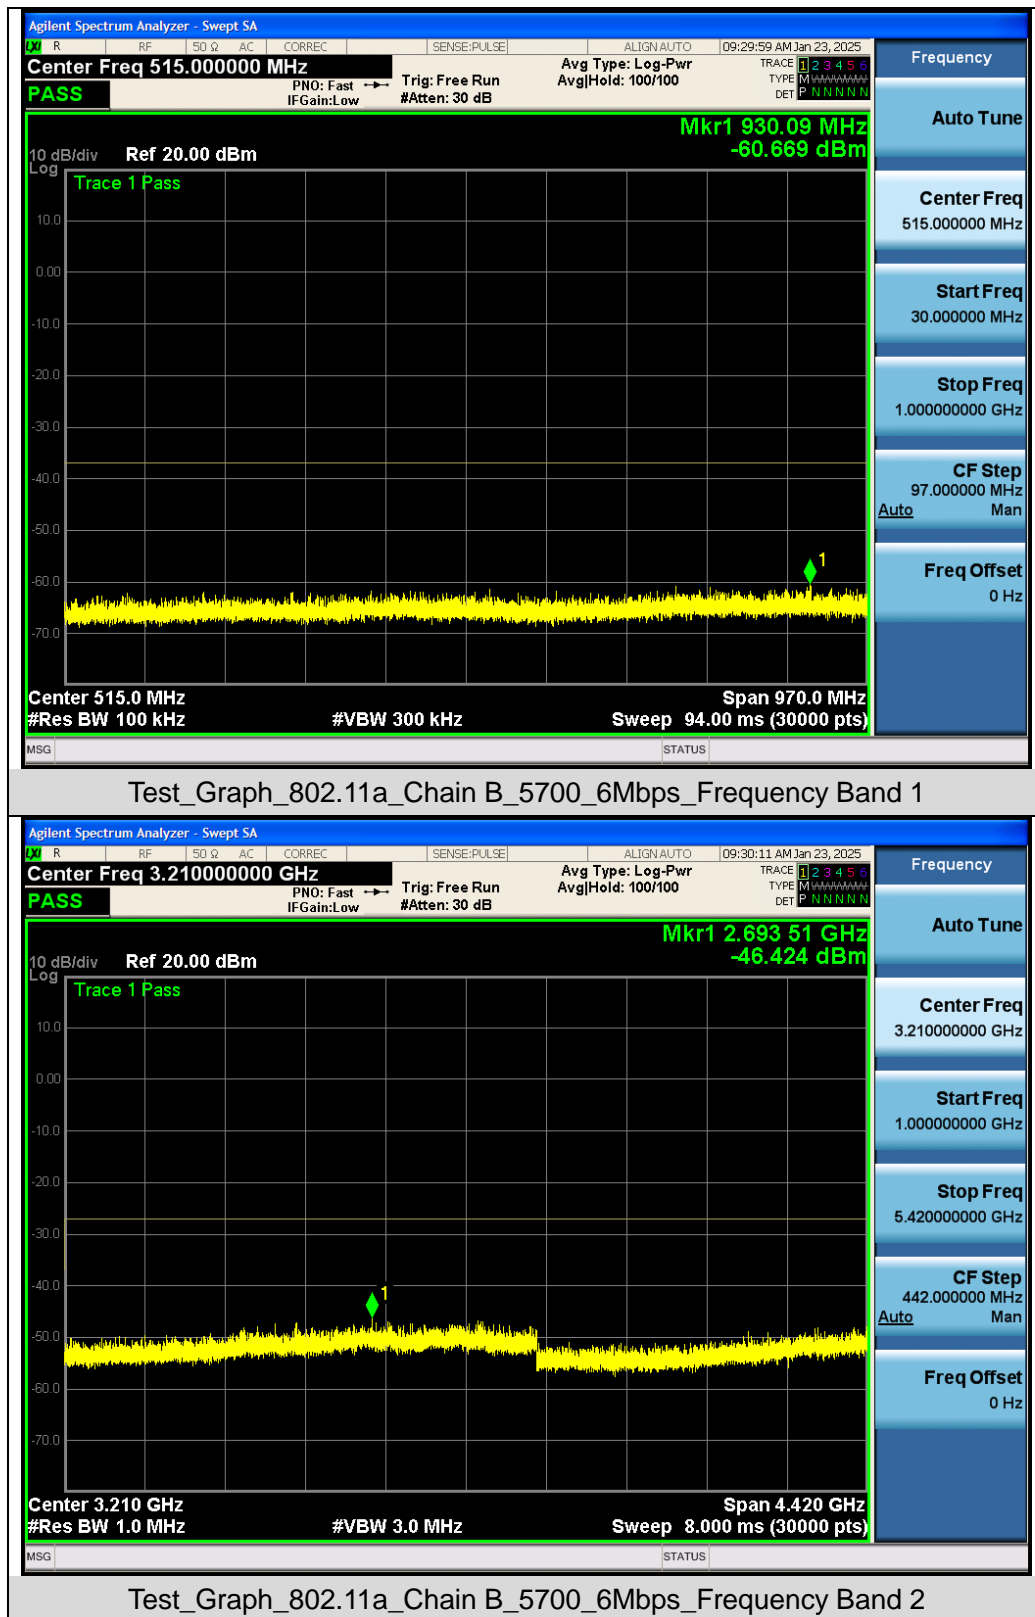 Agilent Spectrum Analyzer - Swept SA
LXI R RF 50 Ω AC CORREC SENSE:PULSE ALIGN AUTO 09:29:59 AM Jan 23, 2025
Center Freq 515.000000 MHz
PASS
PNO: Fast
IFGain:Low
Trig: Free Run
#Atten: 30 dB
Avg Type: Log-Pwr
Avg|Hold: 100/100
TRACE 1 2 3 4 5 6
TYPE M
DET P N N N N N
Mkr1 930.09 MHz
-60.669 dBm
10 dB/div Ref 20.00 dBm
Log
Trace 1 Pass
10.0
0.00
-10.0
-20.0
-30.0
-40.0
-50.0
-60.0
-70.0
1
Center 515.0 MHz Span 970.0 MHz
#Res BW 100 kHz #VBW 300 kHz Sweep 94.00 ms (30000 pts)
MSG STATUS
Frequency
Auto Tune
Center Freq
515.000000 MHz
Start Freq
30.000000 MHz
Stop Freq
1.000000000 GHz
CF Step
97.000000 MHz
Auto Man
Freq Offset
0 Hz
Test_Graph_802.11a_Chain B_5700_6Mbps_Frequency Band 1
Agilent Spectrum Analyzer - Swept SA
LXI R RF 50 Ω AC CORREC SENSE:PULSE ALIGN AUTO 09:30:11 AM Jan 23, 2025
Center Freq 3.210000000 GHz
PASS
PNO: Fast
IFGain:Low
Trig: Free Run
#Atten: 30 dB
Avg Type: Log-Pwr
Avg|Hold: 100/100
TRACE 1 2 3 4 5 6
TYPE M
DET P N N N N N
Mkr1 2.693 51 GHz
-46.424 dBm
10 dB/div Ref 20.00 dBm
Log
Trace 1 Pass
10.0
0.00
-10.0
-20.0
-30.0
-40.0
-50.0
-60.0
-70.0
1
Center 3.210 GHz Span 4.420 GHz
#Res BW 1.0 MHz #VBW 3.0 MHz Sweep 8.000 ms (30000 pts)
MSG STATUS
Frequency
Auto Tune
Center Freq
3.210000000 GHz
Start Freq
1.000000000 GHz
Stop Freq
5.420000000 GHz
CF Step
442.000000 MHz
Auto Man
Freq Offset
0 Hz
Test_Graph_802.11a_Chain B_5700_6Mbps_Frequency Band 2